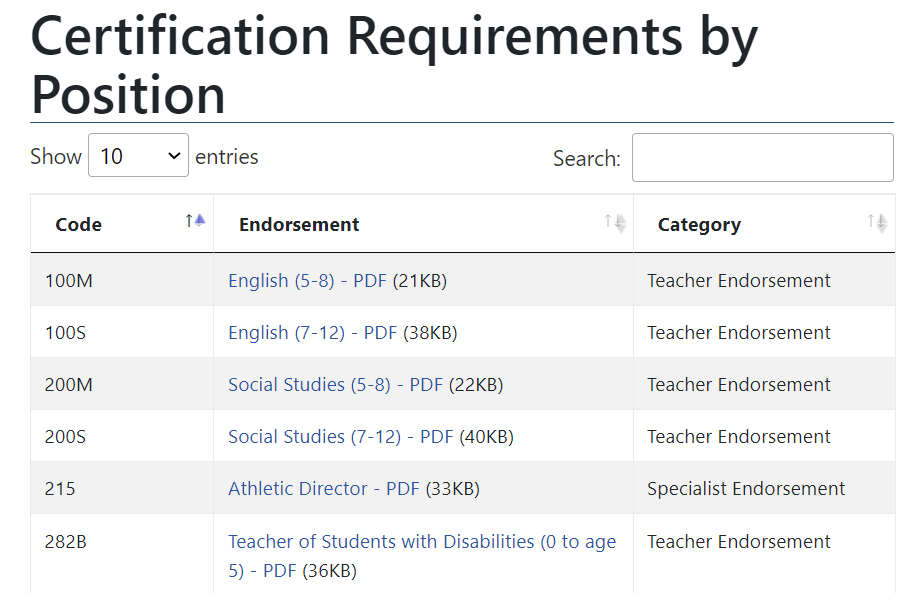 Certification Requirements by
Position
Show 10 entries Search:
Code Endorsement Category
100M English (5-8) - PDF (21KB) Teacher Endorsement
100S English (7-12) - PDF (38KB) Teacher Endorsement
200M Social Studies (5-8) - PDF (22KB) Teacher Endorsement
200S Social Studies (7-12) - PDF (40KB) Teacher Endorsement
215 Athletic Director - PDF (33KB) Specialist Endorsement
282B Teacher of Students with Disabilities (0 to age Teacher Endorsement
5) - PDF (36KB)